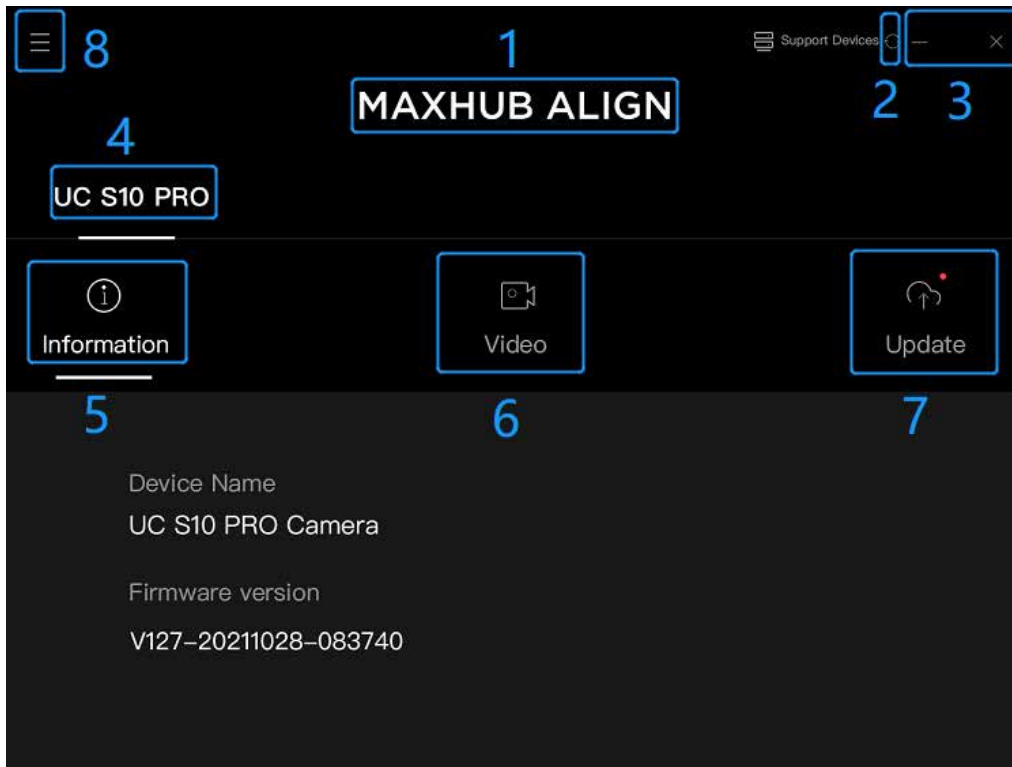 8
1
Support Devices
2
3
MAXHUB ALIGN
4
UC S10 PRO
Information
Video
Update
5
6
7
Device Name
UC S10 PRO Camera
Firmware version
V127-20211028-083740